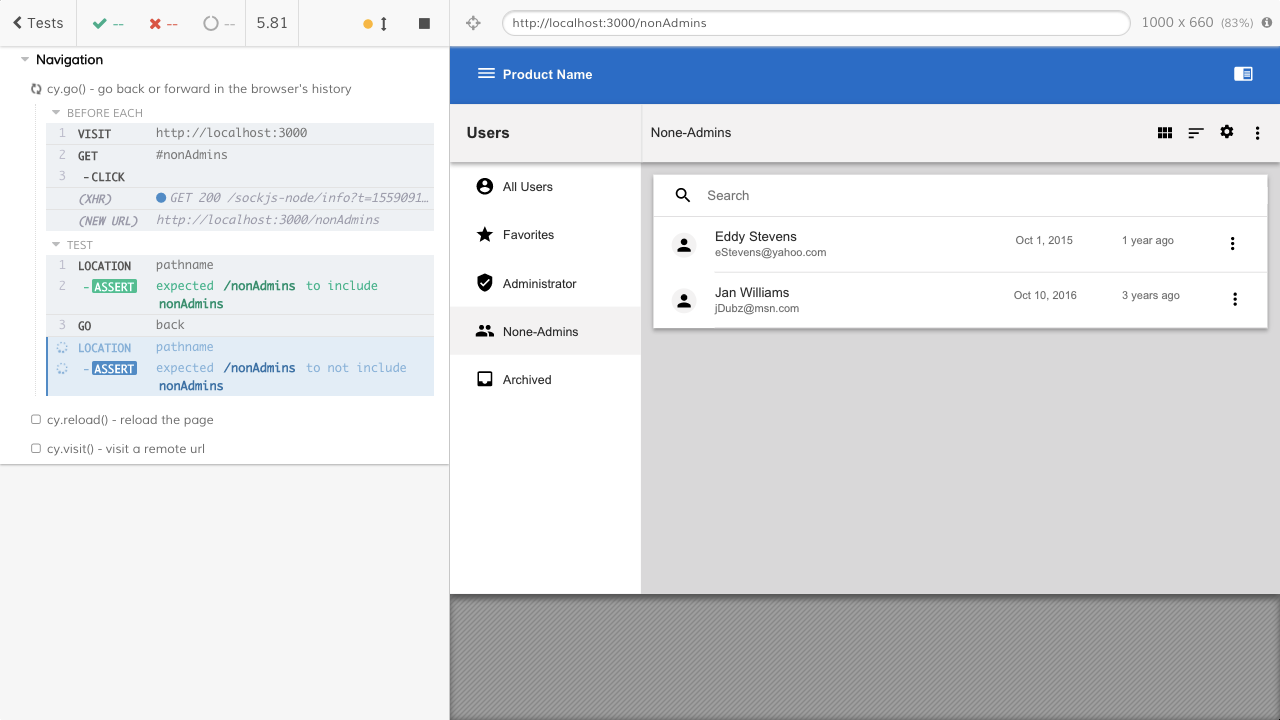 Tests
--
--
--
5.81
http://localhost:3000/nonAdmins
1000 x 660 (83%)
Navigation
cy.go() - go back or forward in the browser's history
BEFORE EACH
1 VISIT http://localhost:3000
2 GET #nonAdmins
3 -CLICK
(XHR) GET 200 /sockjs-node/info?t=1559091…
(NEW URL) http://localhost:3000/nonAdmins
TEST
1 LOCATION pathname
2 -ASSERT expected /nonAdmins to include
nonAdmins
3 GO back
LOCATION pathname
-ASSERT expected /nonAdmins to not include
nonAdmins
cy.reload() - reload the page
cy.visit() - visit a remote url
Product Name
Users
None-Admins
All Users
Favorites
Administrator
None-Admins
Archived
Search
Eddy Stevens
eStevens@yahoo.com
Oct 1, 2015
1 year ago
Jan Williams
jDubz@msn.com
Oct 10, 2016
3 years ago